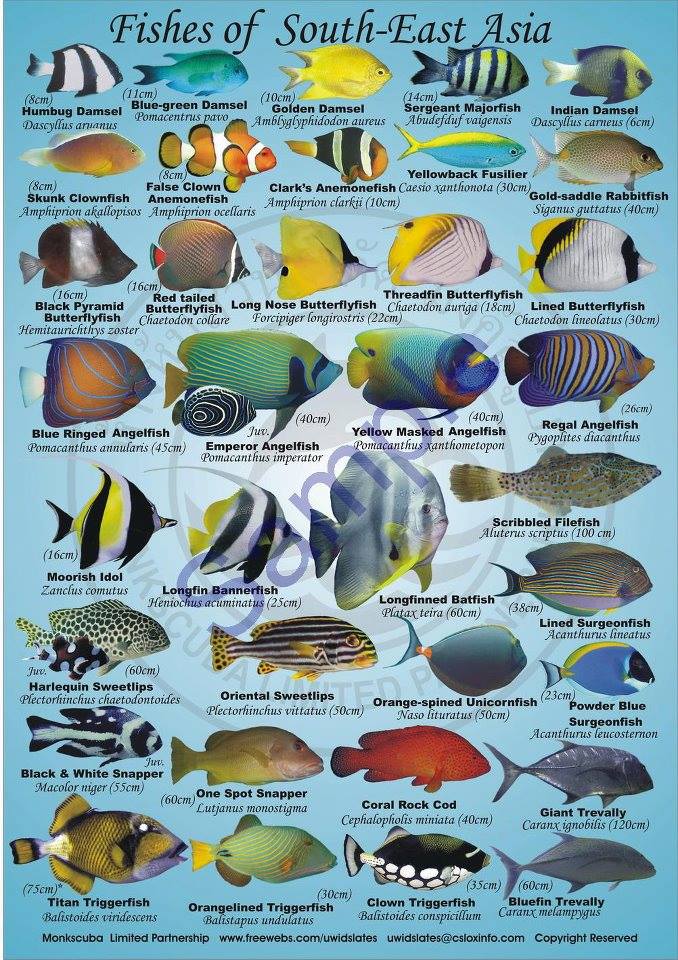 Fishes of South-East Asia
(8cm)
Humbug Damsel
Dascyllus aruanus
(11cm)
Blue-green Damsel
Pomacentrus pavo
(10cm)
Golden Damsel
Amblyglyphidodon aureus
(14cm)
Sergeant Majorfish
Abudefduf vaigensis
Indian Damsel
Dascyllus carneus (6cm)
(8cm)
Skunk Clownfish
Amphiprion akallopisos
(8cm)
False Clown
Anemonefish
Amphiprion ocellaris
Clark's Anemonefish
Amphiprion clarkii (10cm)
Yellowback Fusilier
Caesio xanthonota (30cm)
Gold-saddle Rabbitfish
Siganus guttatus (40cm)
(16cm)
Black Pyramid
Butterflyfish
Hemitaurichthys zoster
(16cm)
Red tailed
Butterflyfish
Chaetodon collare
Long Nose Butterflyfish
Forcipiger longirostris (22cm)
Threadfin Butterflyfish
Chaetodon auriga (18cm)
Lined Butterflyfish
Chaetodon lineolatus (30cm)
Blue Ringed Angelfish
Pomacanthus annularis (45cm)
Juv.
(40cm)
Emperor Angelfish
Pomacanthus imperator
(40cm)
Yellow Masked Angelfish
Pomacanthus xanthometopon
(26cm)
Regal Angelfish
Pygoplites diacanthus
(16cm)
Moorish Idol
Zanclus comutus
Longfin Bannerfish
Heniochus acuminatus (25cm)
Longfinned Batfish
Platax teira (60cm)
Scribbled Filefish
Aluterus scriptus (100 cm)
(38cm)
Lined Surgeonfish
Acanthurus lineatus
Juv.
(60cm)
Harlequin Sweetlips
Plectorhinchus chaetodontoides
Oriental Sweetlips
Plectorhinchus vittatus (50cm)
Orange-spined Unicornfish
Naso lituratus (50cm)
(23cm)
Powder Blue
Surgeonfish
Acanthurus leucosternon
Juv.
Black & White Snapper
Macolor niger (55cm)
(60cm)
One Spot Snapper
Lutjanus monostigma
Coral Rock Cod
Cephalopholis miniata (40cm)
Giant Trevally
Caranx ignobilis (120cm)
(75cm)*
Titan Triggerfish
Balistoides viridescens
(30cm)
Orangelined Triggerfish
Balistapus undulatus
(35cm)
Clown Triggerfish
Balistoides conspicillum
(60cm)
Bluefin Trevally
Caranx melampygus
Sample
Monkscuba Limited Partnership www.freewebs.com/uwidslates uwidslates@csloxinfo.com Copyright Reserved